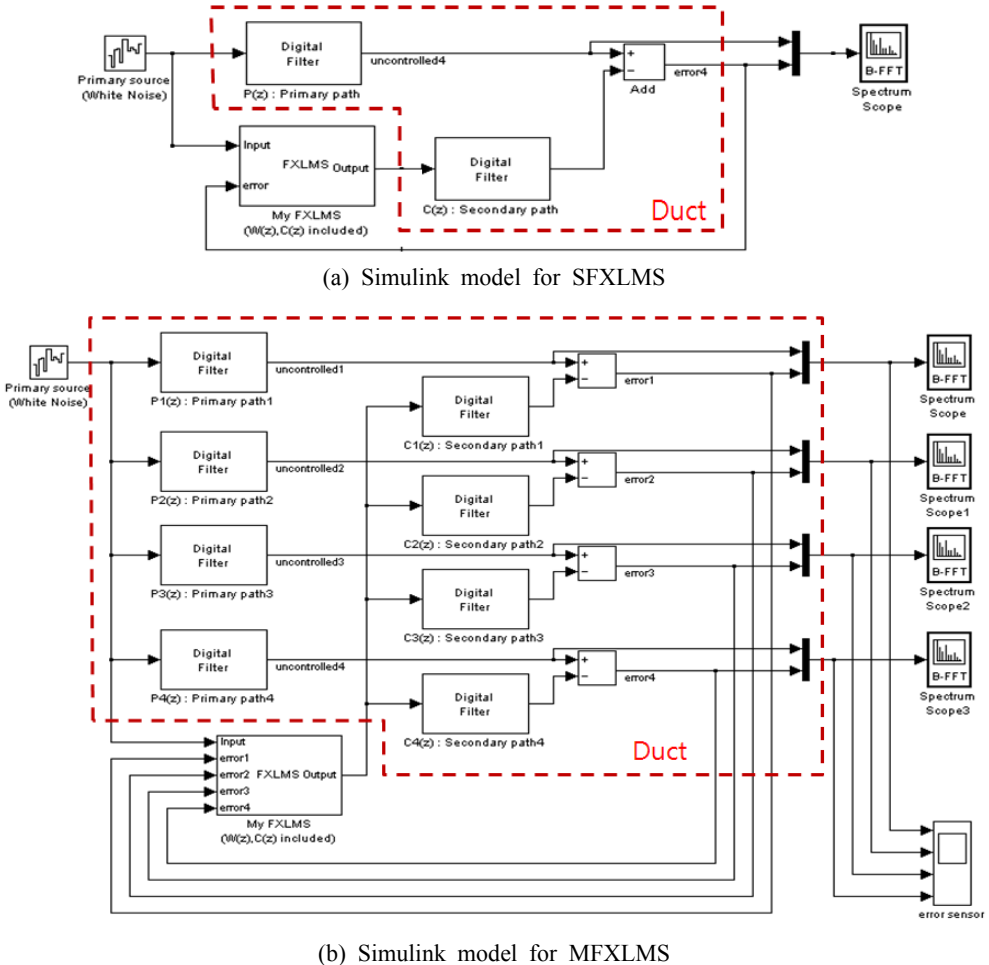 Primary source
(White Noise)
Digital
Filter
P(z) : Primary path
uncontrolled4
+
−
Add
error4
B-FFT
Spectrum
Scope
Input
error
FXLMS
Output
My FXLMS
(W(z),C(z) included)
Digital
Filter
C(z) : Secondary path
Duct
(a) Simulink model for SFXLMS
Primary source
(White Noise)
Digital
Filter
P1(z) : Primary path1
uncontrolled1
Digital
Filter
C1(z) : Secondary path1
+
−
error1
B-FFT
Spectrum
Scope
Digital
Filter
P2(z) : Primary path2
uncontrolled2
Digital
Filter
C2(z) : Secondary path2
+
−
error2
B-FFT
Spectrum
Scope1
Digital
Filter
P3(z) : Primary path3
uncontrolled3
Digital
Filter
C3(z) : Secondary path3
+
−
error3
B-FFT
Spectrum
Scope2
Digital
Filter
P4(z) : Primary path4
uncontrolled4
Digital
Filter
C4(z) : Secondary path4
+
−
error4
B-FFT
Spectrum
Scope3
Duct
Input
error1
error2
error3
error4
FXLMS Output
My FXLMS
(W(z),C(z) included)
error sensor
(b) Simulink model for MFXLMS